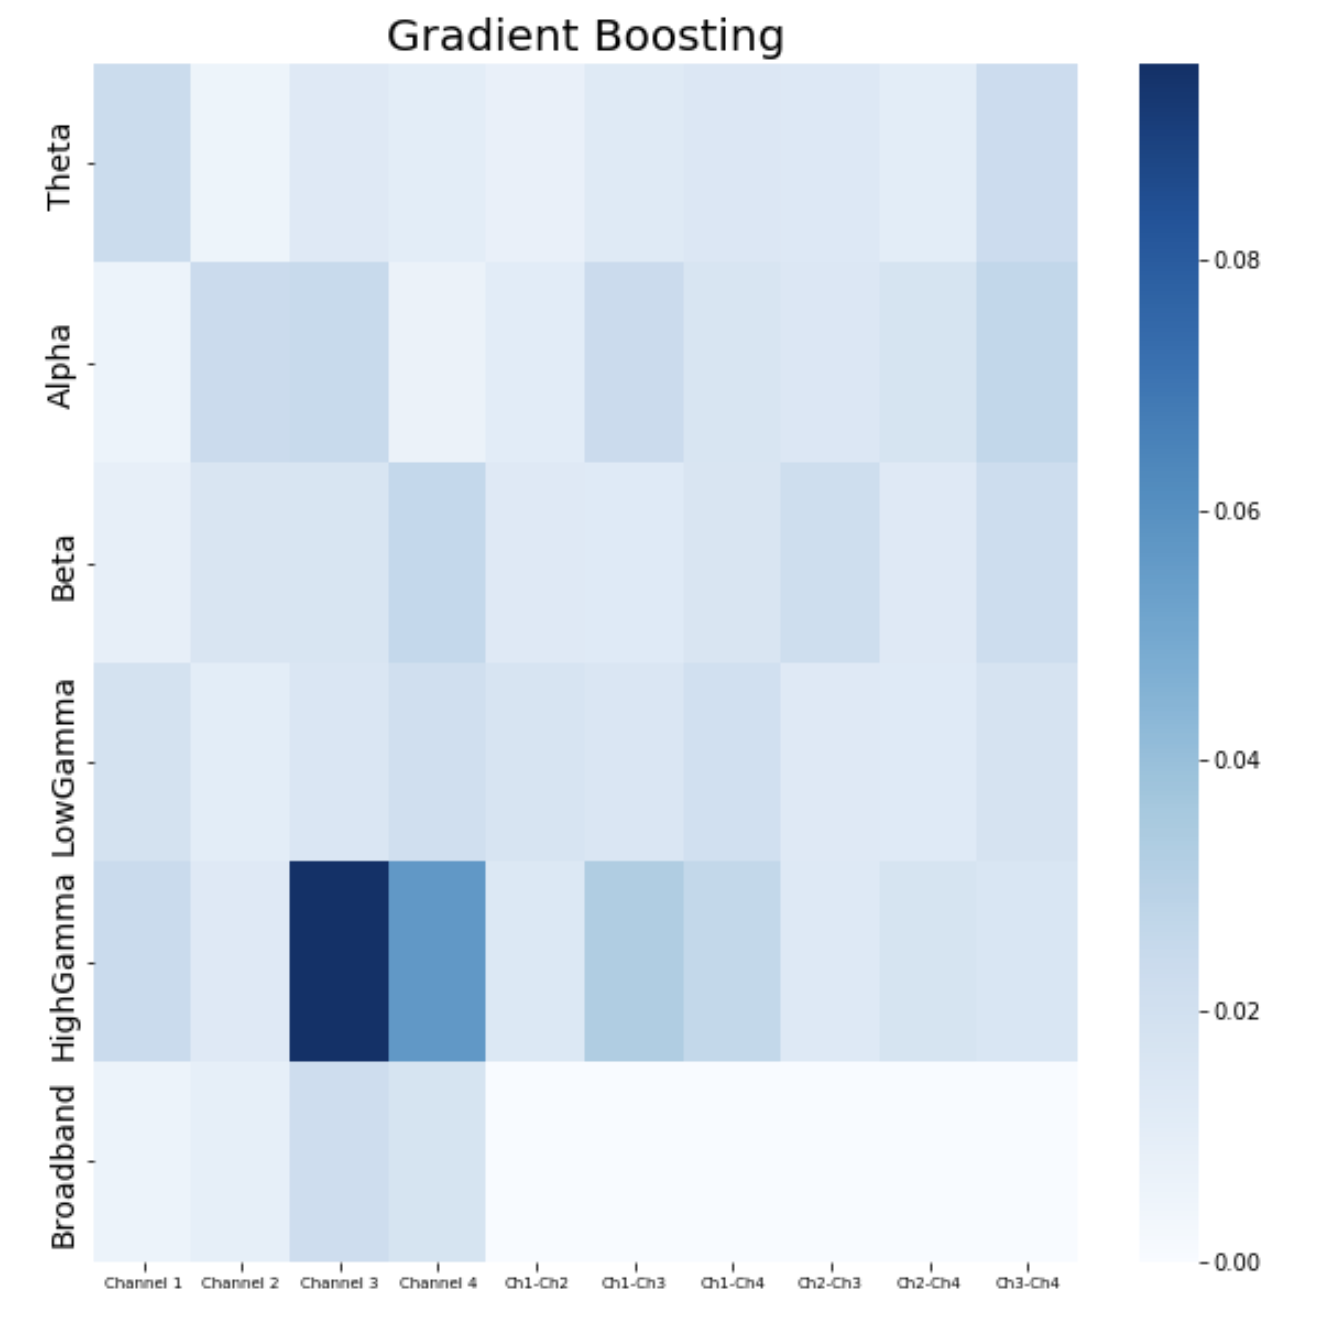 Gradient Boosting
Theta
Alpha
Beta
LowGamma
HighGamma
Broadband
Channel 1 Channel 2 Channel 3 Channel 4 Ch1-Ch2 Ch1-Ch3 Ch1-Ch4 Ch2-Ch3 Ch2-Ch4 Ch3-Ch4
0.08
0.06
0.04
0.02
0.00